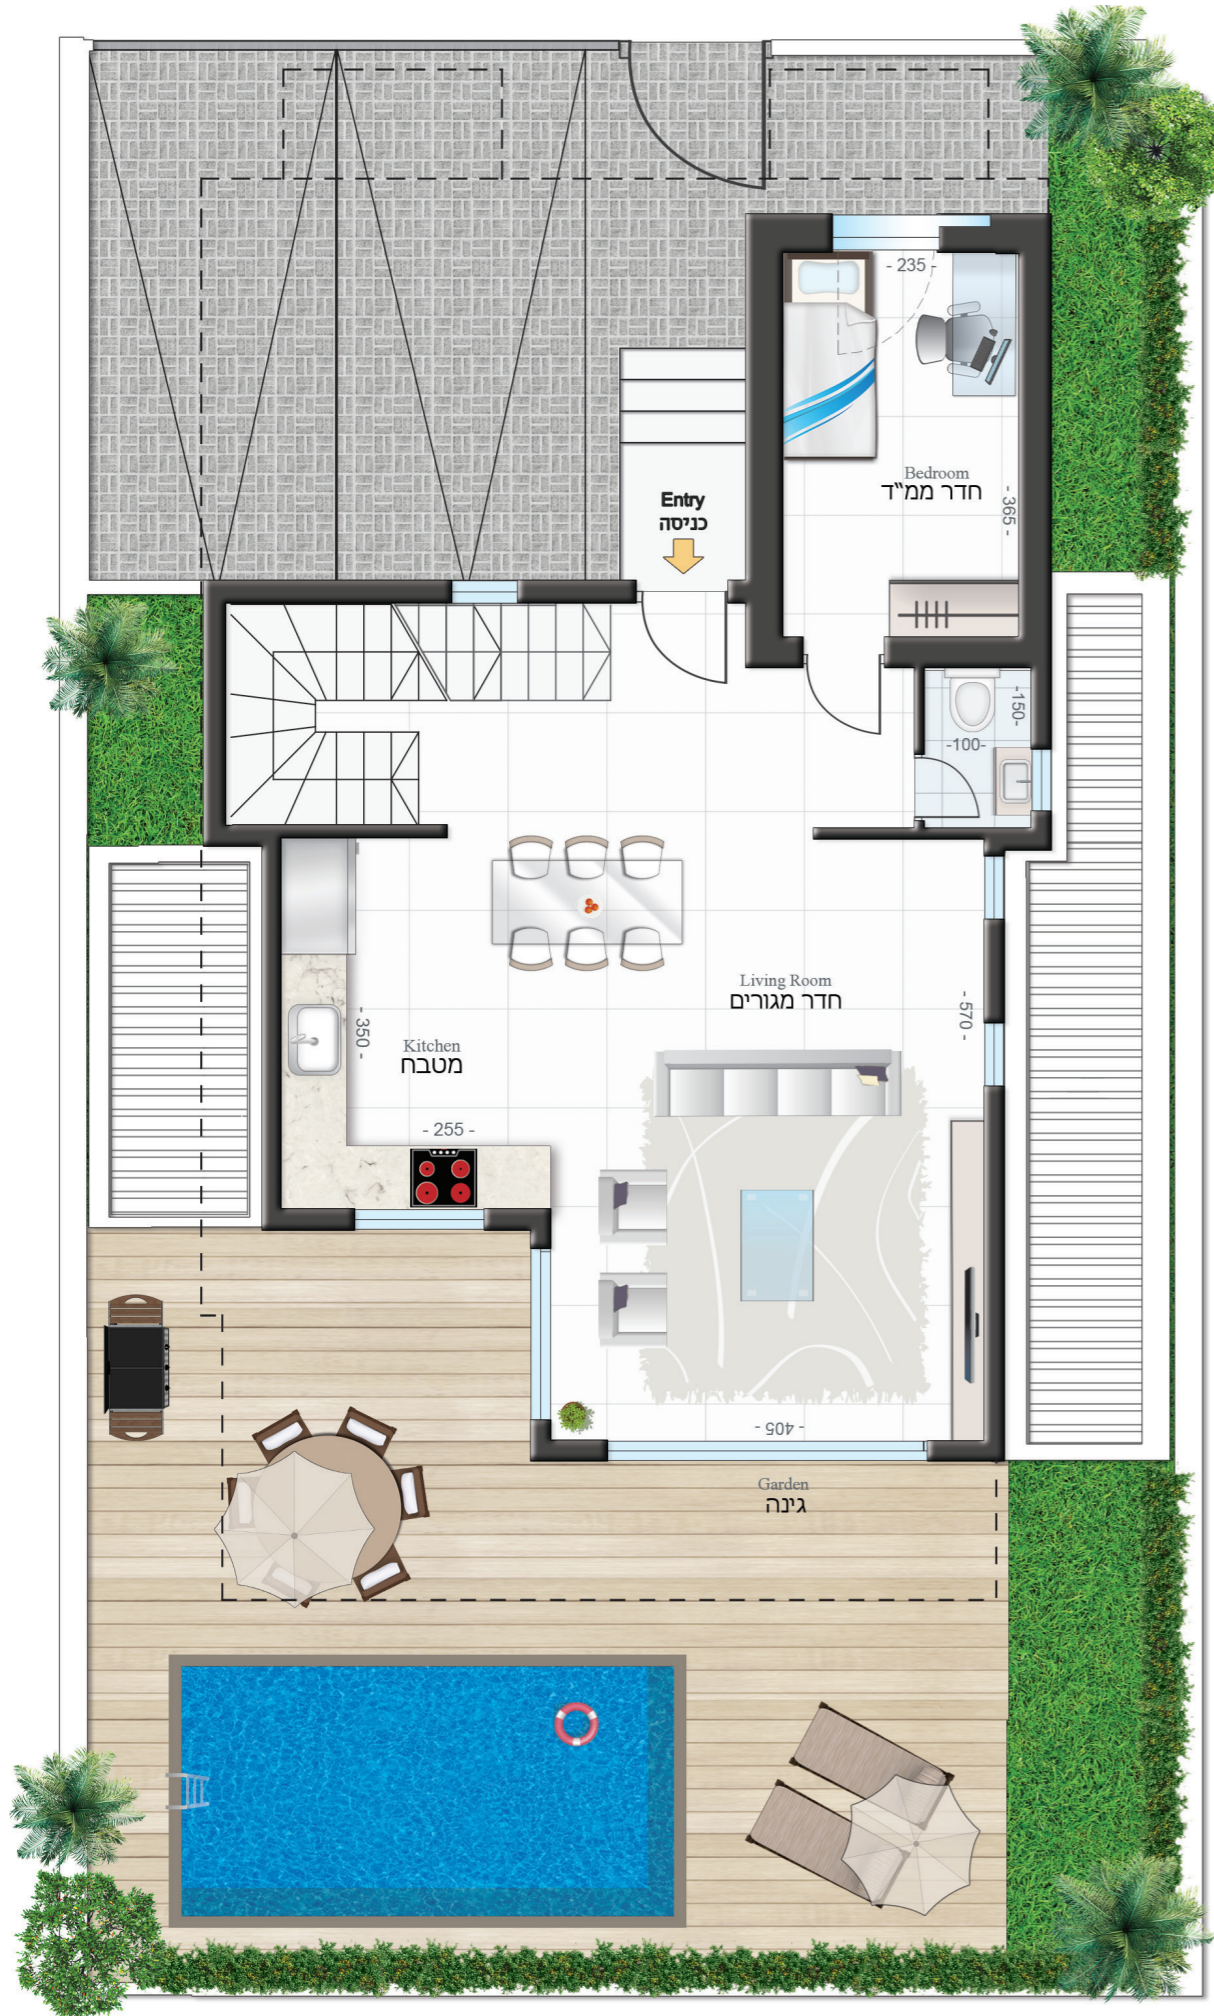 - 235 -
Bedroom
חדר ממ"ד
- 365 -
Entry
כניסה
-150-
-100-
Living Room
חדר מגורים
- 570 -
- 350 -
Kitchen
מטבח
- 255 -
- 405 -
Garden
גינה